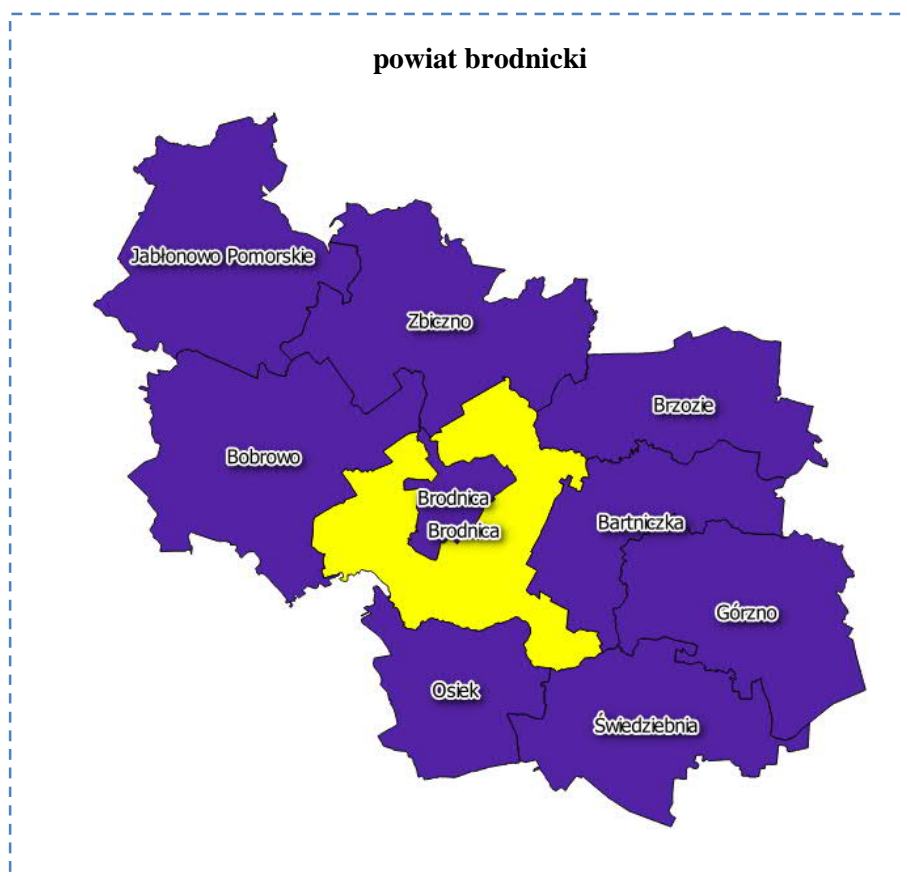 powiat brodnicki
Jabłonowo Pomorskie
Zbiczno
Brzozie
Bobrowo
Brodnica
Bartniczka
Brodnica
Górzno
Osiek
Świedziebnia